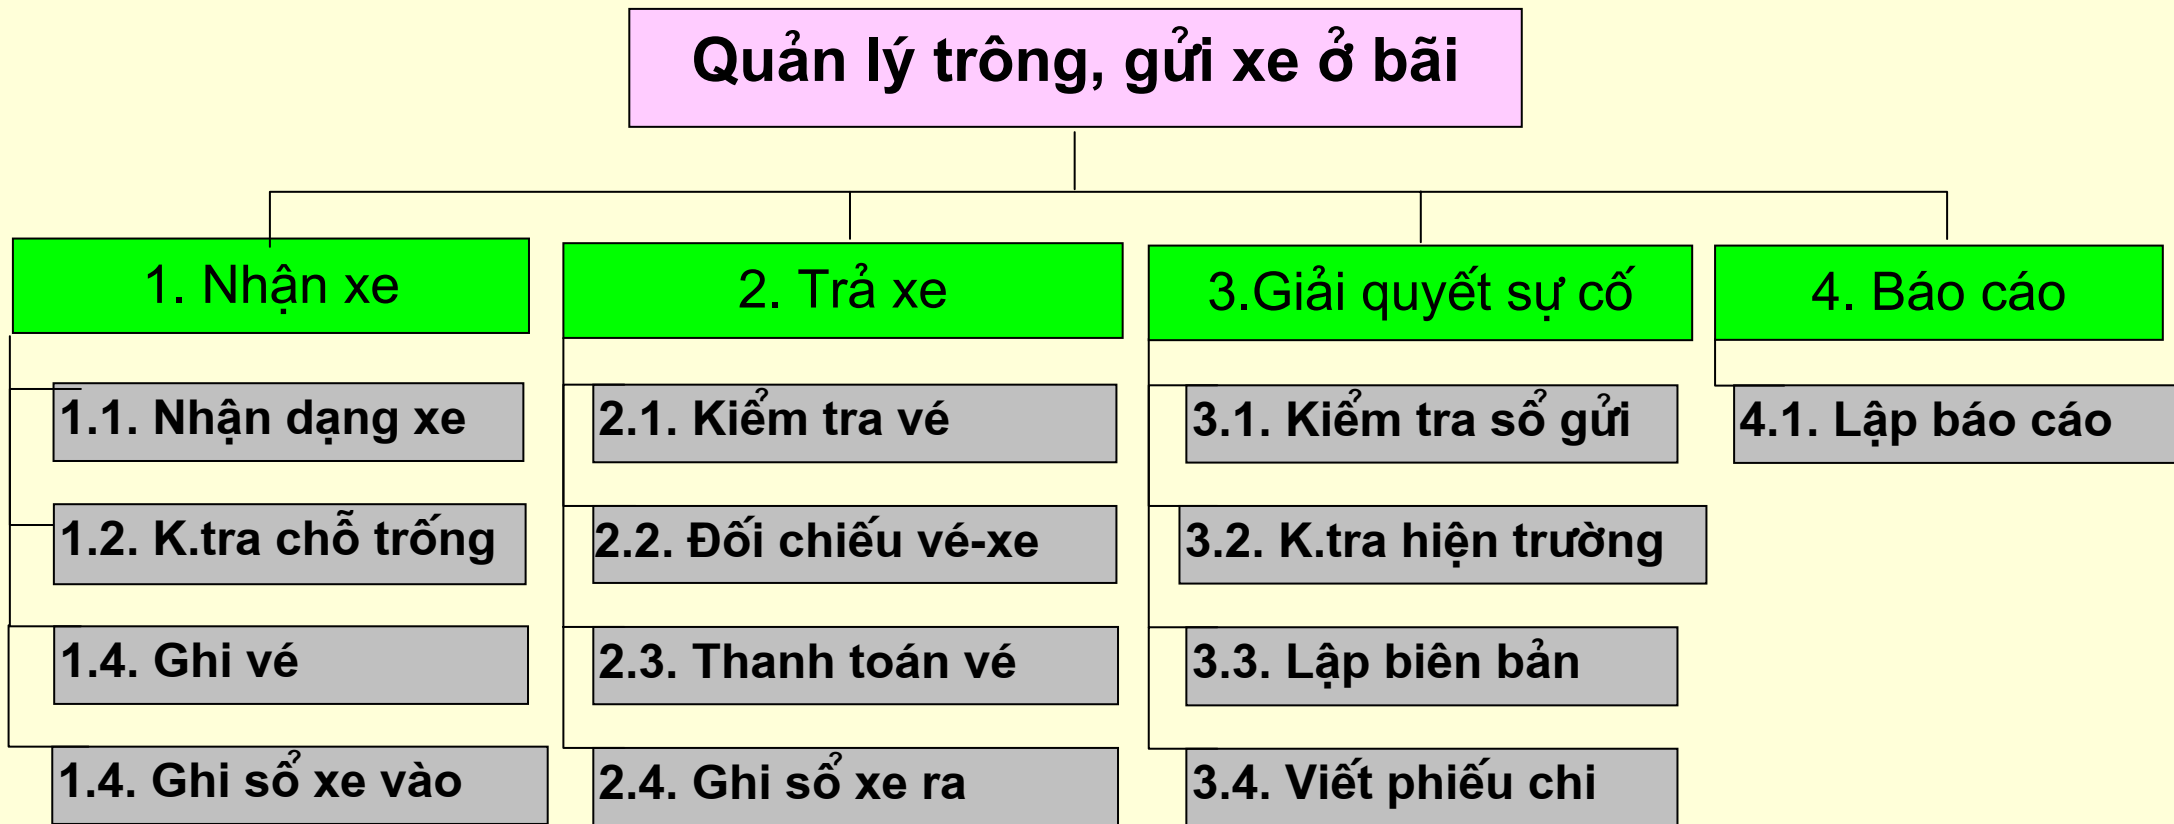 Quản lý trông, gửi xe ở bãi
1. Nhận xe
2. Trả xe
3.Giải quyết sự cố
4. Báo cáo
1.1. Nhận dạng xe
1.2. K.tra chỗ trống
1.4. Ghi vé
1.4. Ghi sổ xe vào
2.1. Kiểm tra vé
2.2. Đối chiếu vé-xe
2.3. Thanh toán vé
2.4. Ghi sổ xe ra
3.1. Kiểm tra sổ gửi
3.2. K.tra hiện trường
3.3. Lập biên bản
3.4. Viết phiếu chi
4.1. Lập báo cáo